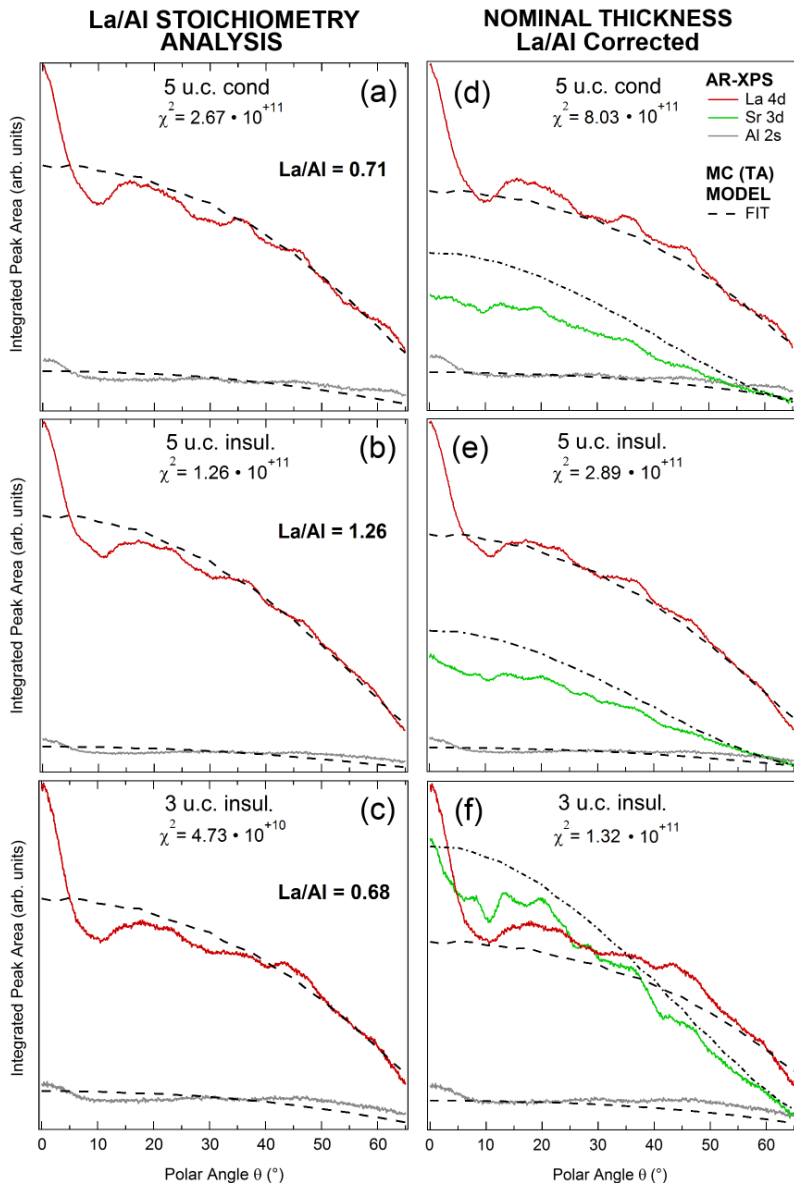 La/Al STOICHIOMETRY
ANALYSIS
NOMINAL THICKNESS
La/Al Corrected
Integrated Peak Area (arb. units)
5 u.c. cond
(a)
χ² = 2.67 • 10⁺¹¹
La/Al = 0.71
5 u.c. cond
(d)
χ² = 8.03 • 10⁺¹¹
AR-XPS
La 4d
Sr 3d
Al 2s
MC (TA)
MODEL
FIT
Integrated Peak Area (arb. units)
5 u.c. insul.
(b)
χ² = 1.26 • 10⁺¹¹
La/Al = 1.26
5 u.c. insul.
(e)
χ² = 2.89 • 10⁺¹¹
Integrated Peak Area (arb. units)
3 u.c. insul.
(c)
χ² = 4.73 • 10⁺¹⁰
La/Al = 0.68
3 u.c. insul.
(f)
χ² = 1.32 • 10⁺¹¹
0 10 20 30 40 50 60
Polar Angle θ (°)
0 10 20 30 40 50 60
Polar Angle θ (°)